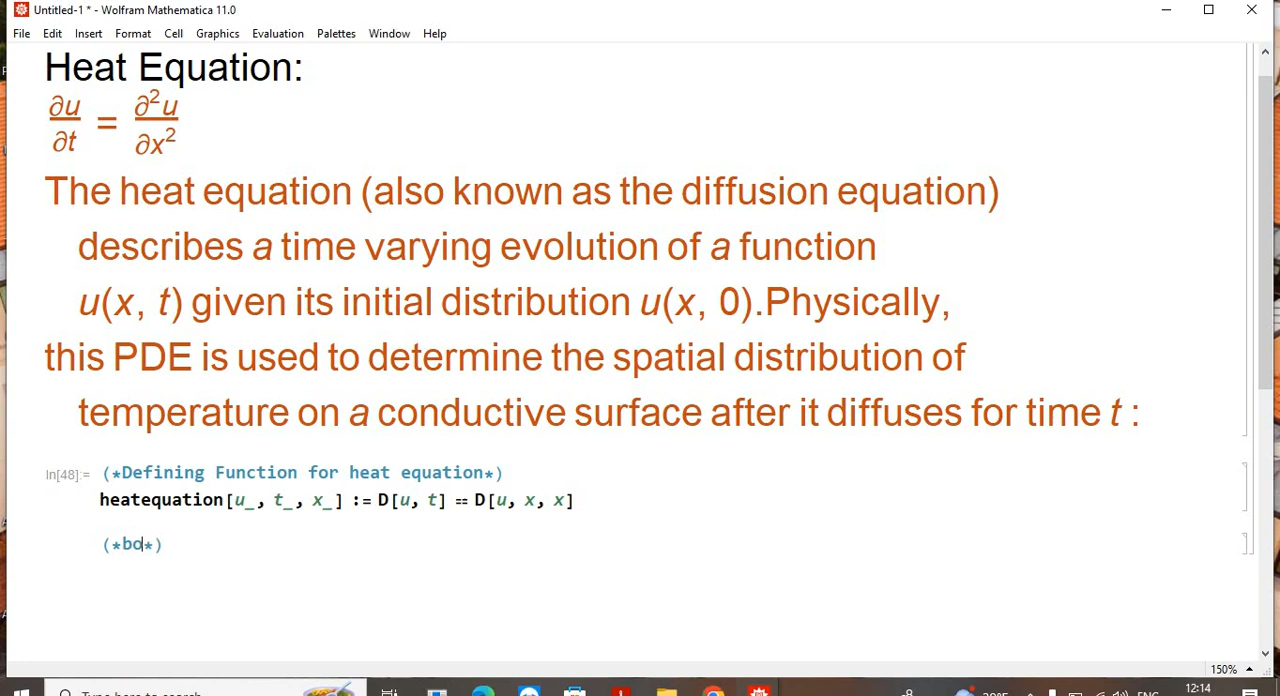 Untitled-1 * - Wolfram Mathematica 11.0
File Edit Insert Format Cell Graphics Evaluation Palettes Window Help
Heat Equation:
∂u/∂t = ∂²u/∂x²
The heat equation (also known as the diffusion equation)
describes a time varying evolution of a function
u(x, t) given its initial distribution u(x, 0).Physically,
this PDE is used to determine the spatial distribution of
temperature on a conductive surface after it diffuses for time t :
In[48]:= (*Defining Function for heat equation*)
heatequation[u_, t_, x_] := D[u, t] == D[u, x, x]
(*bo*)
150%
12:14